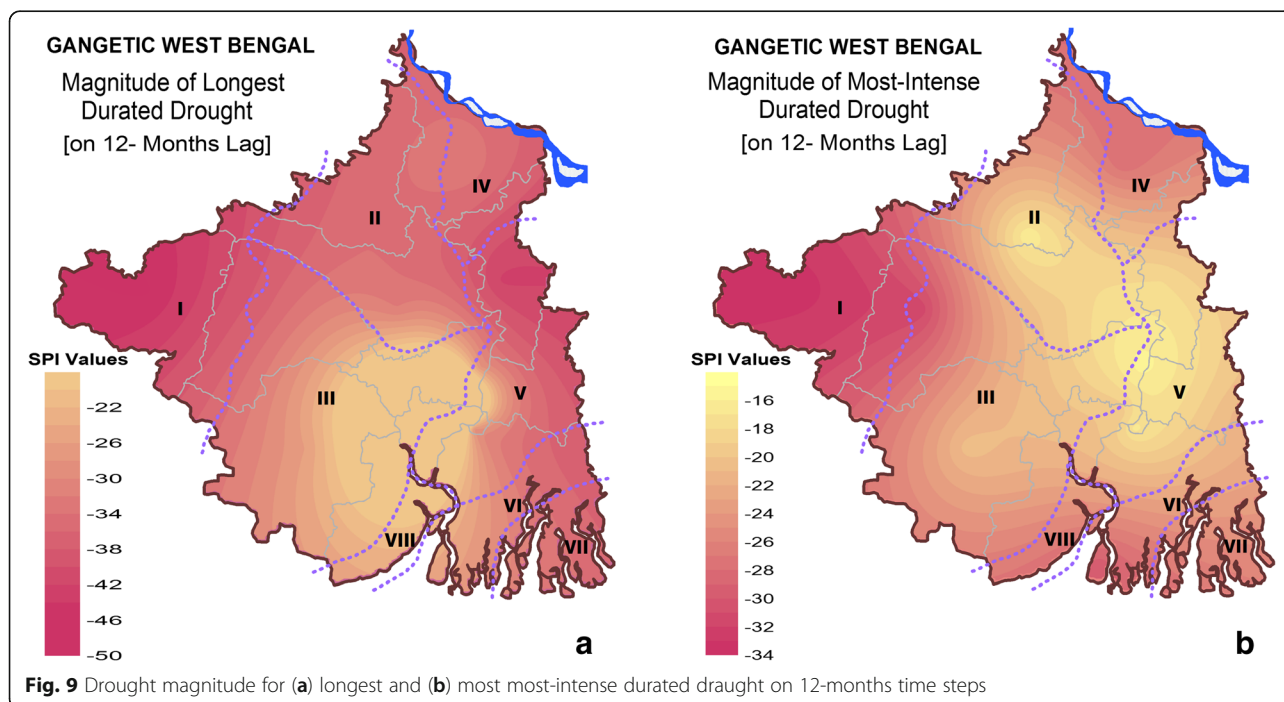 GANGETIC WEST BENGAL
Magnitude of Longest
Durated Drought
[on 12- Months Lag]
IV
II
I
SPI Values
III
V
-22
-26
-30
-34
-38
-42
-46
-50
VI
VIII
VII
a
GANGETIC WEST BENGAL
Magnitude of Most-Intense
Durated Drought
[on 12- Months Lag]
IV
II
I
SPI Values
III
V
-16
-18
-20
-22
-24
-26
-28
-30
-32
-34
VI
VIII
VII
b
Fig. 9 Drought magnitude for (a) longest and (b) most most-intense durated draught on 12-months time steps